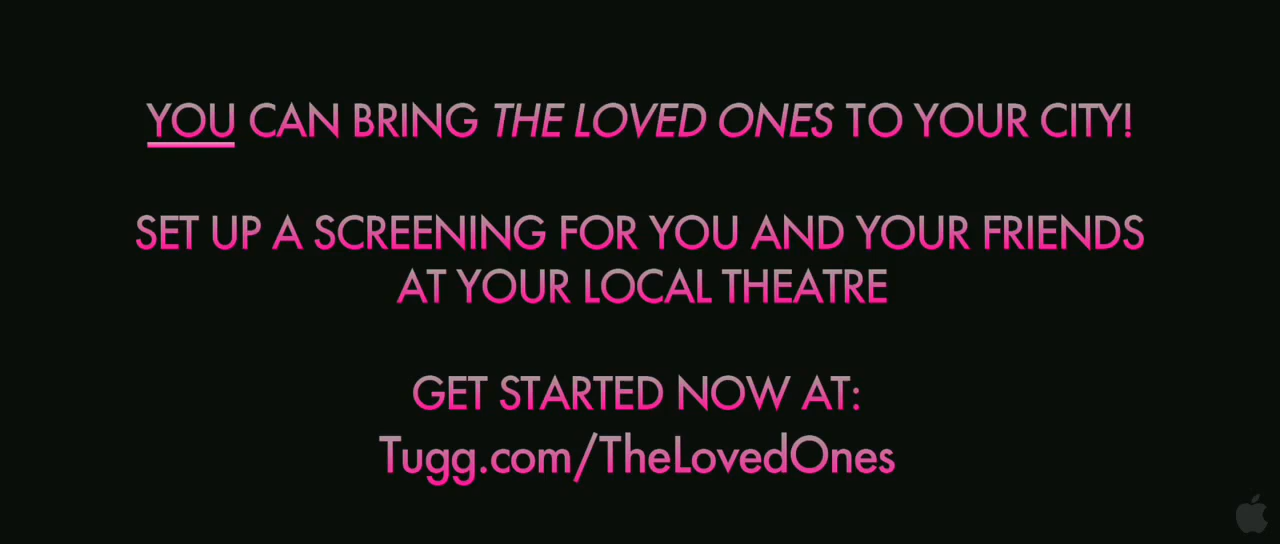 YOU CAN BRING THE LOVED ONES TO YOUR CITY!
SET UP A SCREENING FOR YOU AND YOUR FRIENDS
AT YOUR LOCAL THEATRE
GET STARTED NOW AT:
Tugg.com/TheLovedOnes